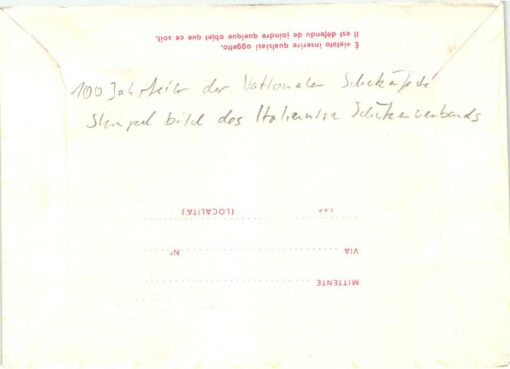 È vietato inserire qualsiasi oggetto.
Il est défendu de joindre quelque objet que ce soit.
100 Jahrfeier der Nationalen
Stempel bild des Schützenverbands
CAP (LOCALITÀ)
VIA N°
MITTENTE